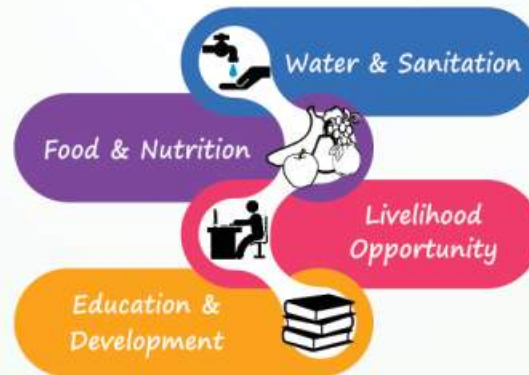 Water & Sanitation
Food & Nutrition
Livelihood
Opportunity
Education &
Development